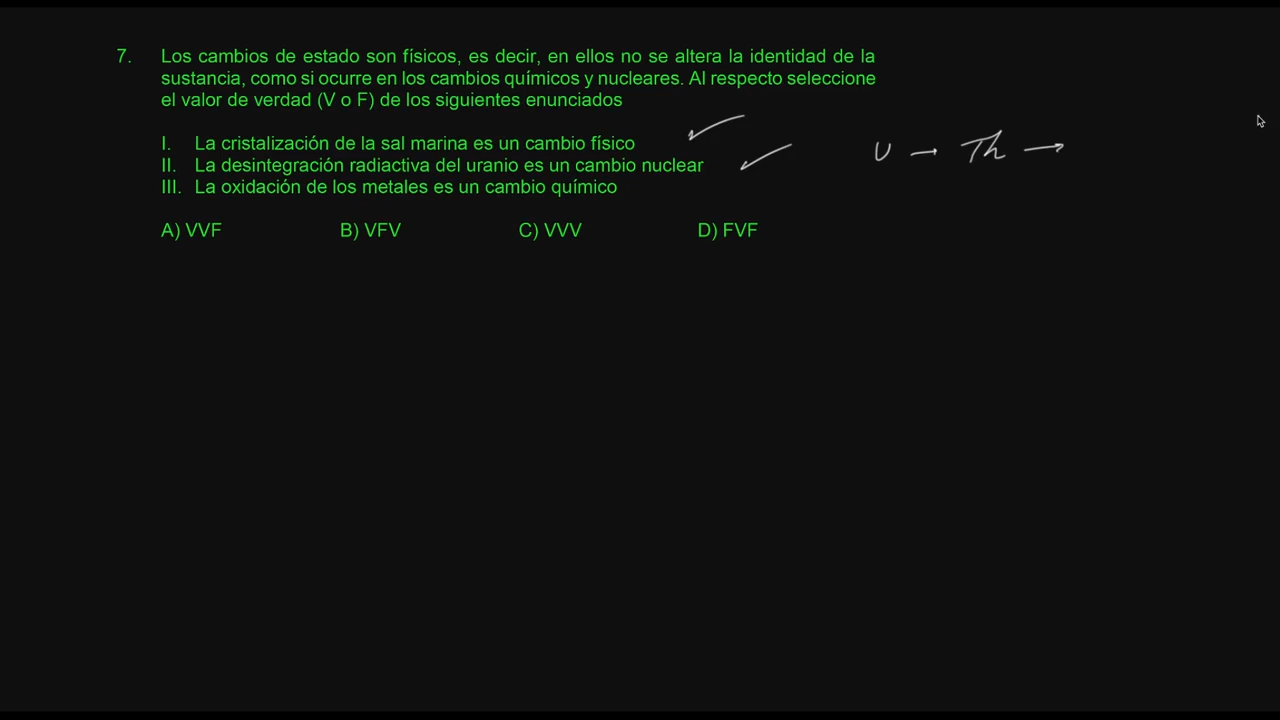 7. Los cambios de estado son físicos, es decir, en ellos no se altera la identidad de la
sustancia, como si ocurre en los cambios químicos y nucleares. Al respecto seleccione
el valor de verdad (V o F) de los siguientes enunciados
I. La cristalización de la sal marina es un cambio físico
II. La desintegración radiactiva del uranio es un cambio nuclear
U → Th →
III. La oxidación de los metales es un cambio químico
A) VVF B) VFV C) VVV D) FVF